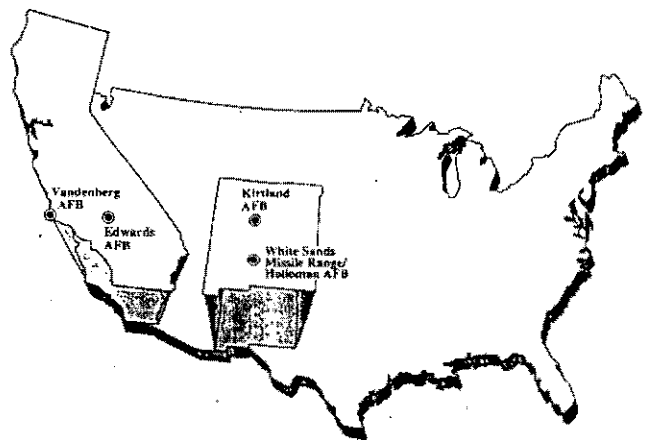 Vandenberg
AFB
Edwards
AFB
Kirtland
AFB
White Sands
Missile Range/
Holloman AFB